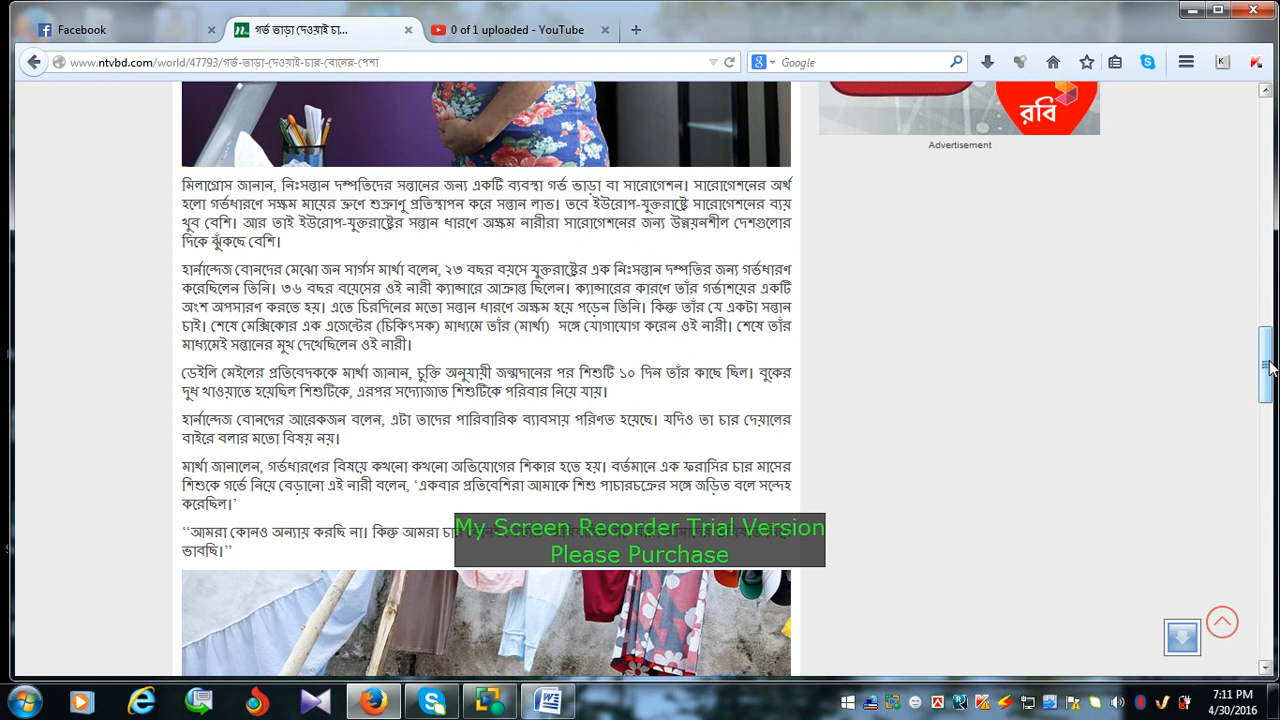 Facebook
গর্ভ ভাড়া দেওয়াই চা...
0 of 1 uploaded - YouTube
www.ntvbd.com/world/47793/গর্ভ-ভাড়া-দেওয়াই-চার-বোনের-পেশা
Google
রবি
Advertisement
মিলাগ্রোস জানান, নিঃসন্তান দম্পতিদের সন্তানের জন্য একটি ব্যবস্থা গর্ভ ভাড়া বা সারোগেশন। সারোগেশনের অর্থ
হলো গর্ভধারণে সক্ষম মায়ের ভ্রুণে শুক্রাণু প্রতিস্থাপন করে সন্তান লাভ। তবে ইউরোপ-যুক্তরাষ্ট্রে সারোগেশনের ব্যয়
খুব বেশি। আর তাই ইউরোপ-যুক্তরাষ্ট্রের সন্তান ধারণে অক্ষম নারীরা সারোগেশনের জন্য উন্নয়নশীল দেশগুলোর
দিকে ঝুঁকছে বেশি।
হার্নান্দেজ বোনদের মেঝো জন সার্গস মার্থা বলেন, ২৩ বছর বয়সে যুক্তরাষ্ট্রের এক নিঃসন্তান দম্পতির জন্য গর্ভধারণ
করেছিলেন তিনি। ৩৬ বছর বয়েসের ওই নারী ক্যান্সারে আক্রান্ত ছিলেন। ক্যান্সারের কারণে তাঁর গর্ভাশয়ের একটি
অংশ অপসারণ করতে হয়। এতে চিরদিনের মতো সন্তান ধারণে অক্ষম হয়ে পড়েন তিনি। কিন্তু তাঁর যে একটা সন্তান
চাই। শেষে মেক্সিকোর এক এজেন্টের (চিকিৎসক) মাধ্যমে তাঁর (মার্থা) সঙ্গে যোগাযোগ করেন ওই নারী। শেষে তাঁর
মাধ্যমেই সন্তানের মুখ দেখেছিলেন ওই নারী।
ডেইলি মেইলের প্রতিবেদককে মার্থা জানান, চুক্তি অনুযায়ী জন্মদানের পর শিশুটি ১০ দিন তাঁর কাছে ছিল। বুকের
দুধ খাওয়াতে হয়েছিল শিশুটিকে, এরপর সদ্যোজাত শিশুটিকে পরিবার নিয়ে যায়।
হার্নান্দেজ বোনদের আরেকজন বলেন, এটা তাদের পারিবারিক ব্যাবসায় পরিণত হয়েছে। যদিও তা চার দেয়ালের
বাইরে বলার মতো বিষয় নয়।
মার্থা জানালেন, গর্ভধারণের বিষয়ে কখনো কখনো অভিযোগের শিকার হতে হয়। বর্তমানে এক ফরাসির চার মাসের
শিশুকে গর্ভে নিয়ে বেড়ানো এই নারী বলেন, ‘একবার প্রতিবেশিরা আমাকে শিশু পাচারচক্রের সঙ্গে জড়িত বলে সন্দেহ
করেছিল।’
‘‘আমরা কোনও অন্যায় করছি না। কিন্তু আমরা
ভাবছি।’’
My Screen Recorder Trial Version
Please Purchase
7:11 PM
4/30/2016